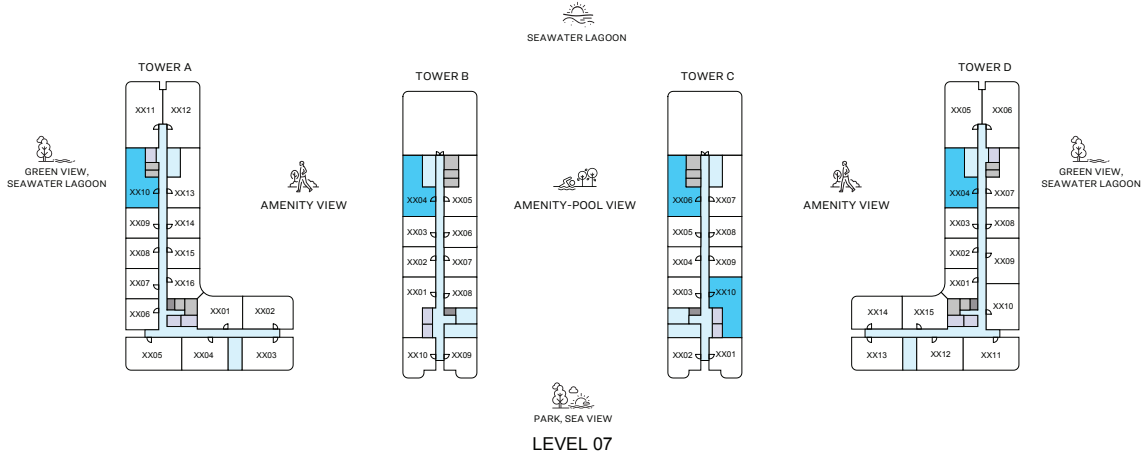 SEAWATER LAGOON
TOWER A
TOWER B
TOWER C
TOWER D
GREEN VIEW,
SEAWATER LAGOON
AMENITY VIEW
AMENITY-POOL VIEW
AMENITY VIEW
GREEN VIEW,
SEAWATER LAGOON
XX11 XX12
XX10 XX13
XX09 XX14
XX08 XX15
XX07 XX16
XX06 XX01 XX02
XX05 XX04 XX03
XX04 XX05
XX03 XX06
XX02 XX07
XX01 XX08
XX10 XX09
XX06 XX07
XX05 XX08
XX04 XX09
XX03 XX10
XX02 XX01
XX05 XX06
XX04 XX07
XX03
XX02 XX09
XX01
XX14 XX15 XX10
XX13 XX12 XX11
PARK, SEA VIEW
LEVEL 07